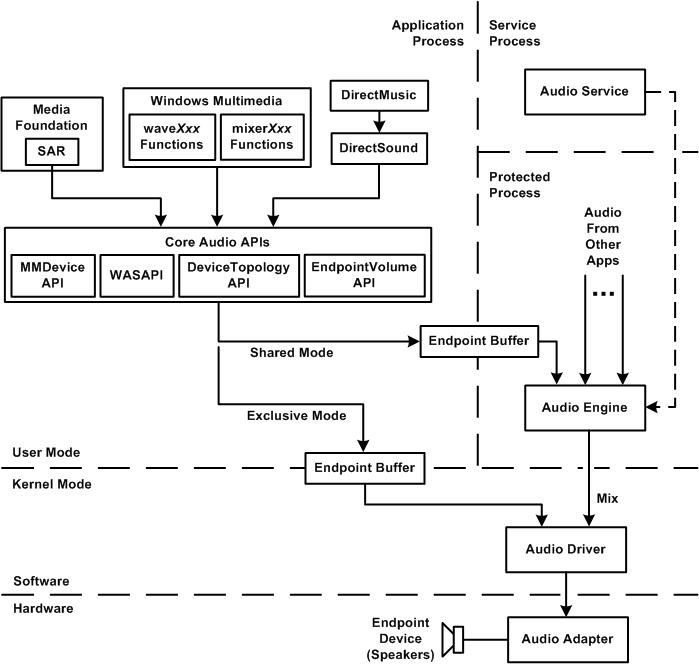 Application
Process
Service
Process
Audio Service
Media
Foundation
SAR
Windows Multimedia
waveXxx
Functions
mixerXxx
Functions
DirectMusic
DirectSound
Protected
Process
Audio
From
Other
Apps
...
Core Audio APIs
MMDevice
API
WASAPI
DeviceTopology
API
EndpointVolume
API
Shared Mode
Endpoint Buffer
Exclusive Mode
Audio Engine
User Mode
Kernel Mode
Endpoint Buffer
Mix
Audio Driver
Software
Hardware
Endpoint
Device
(Speakers)
Audio Adapter